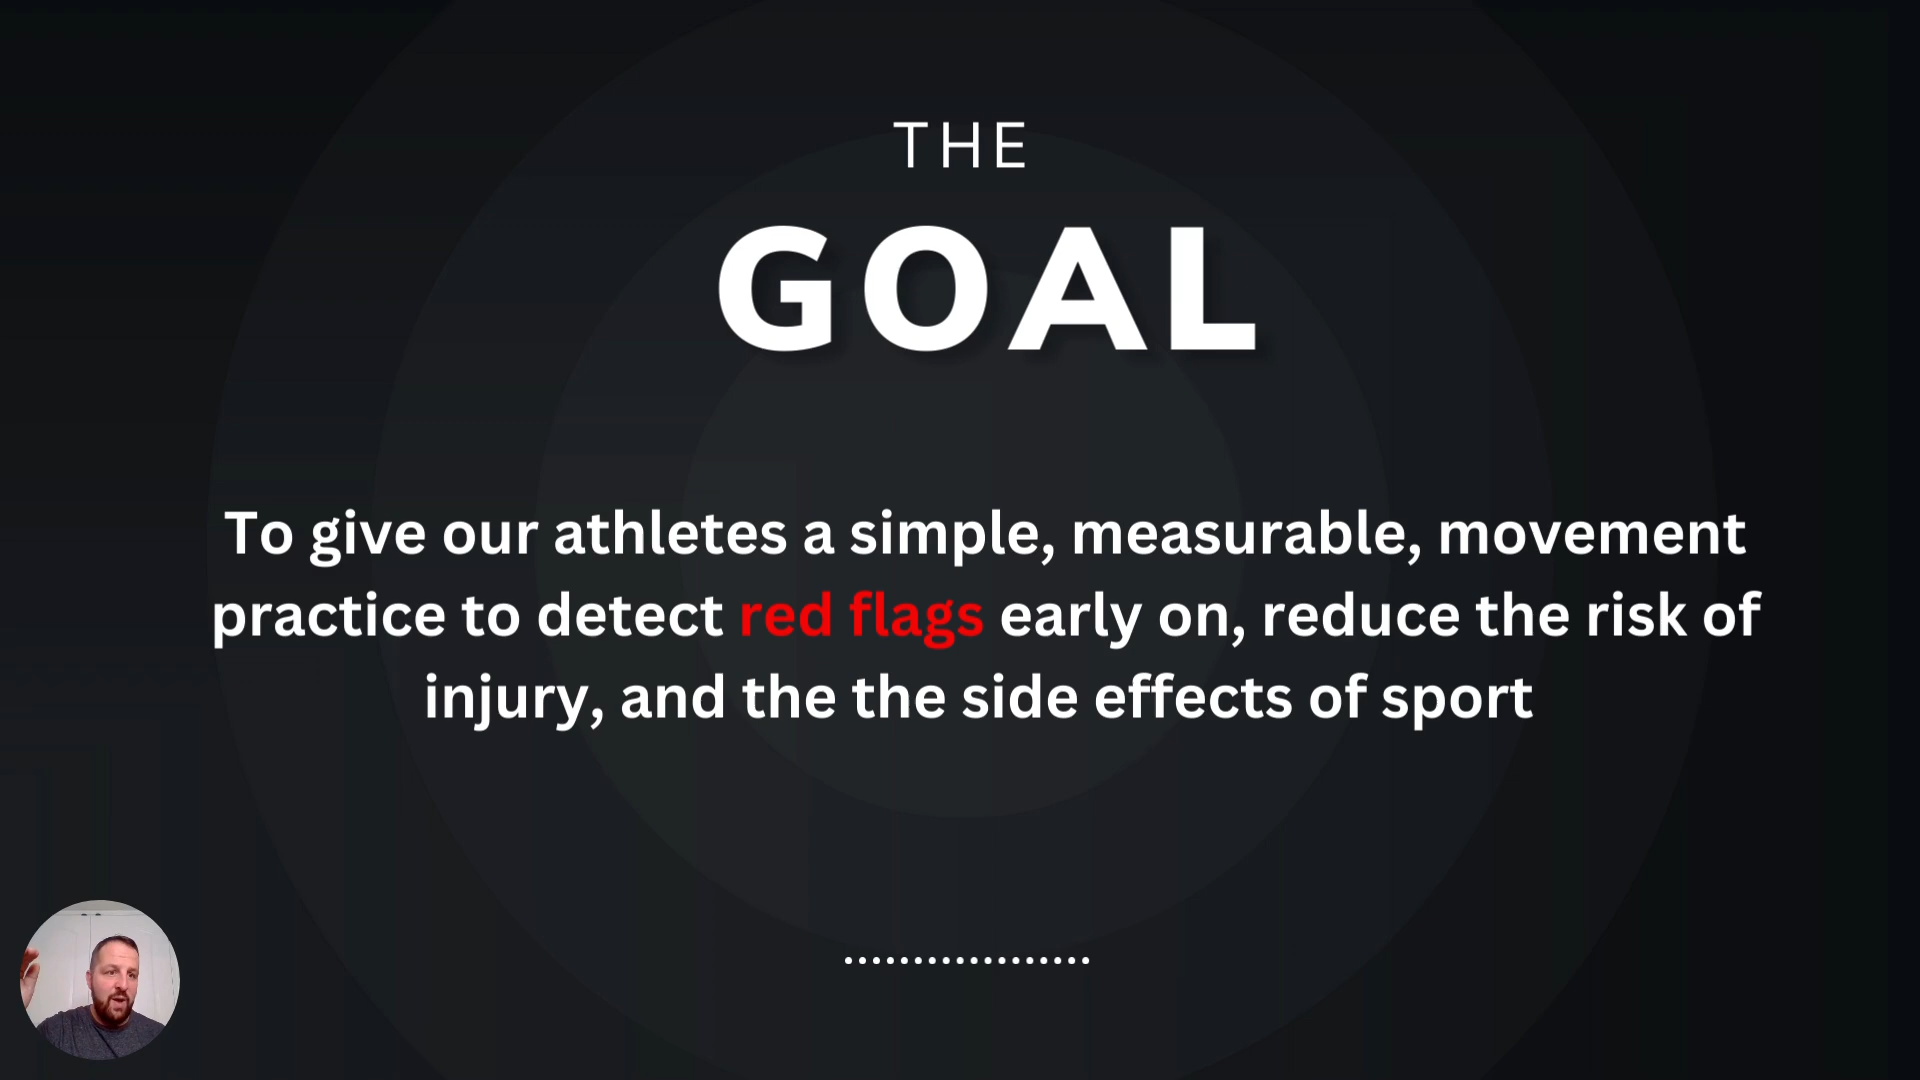 THE
GOAL
To give our athletes a simple, measurable, movement
practice to detect red flags early on, reduce the risk of
injury, and the the side effects of sport